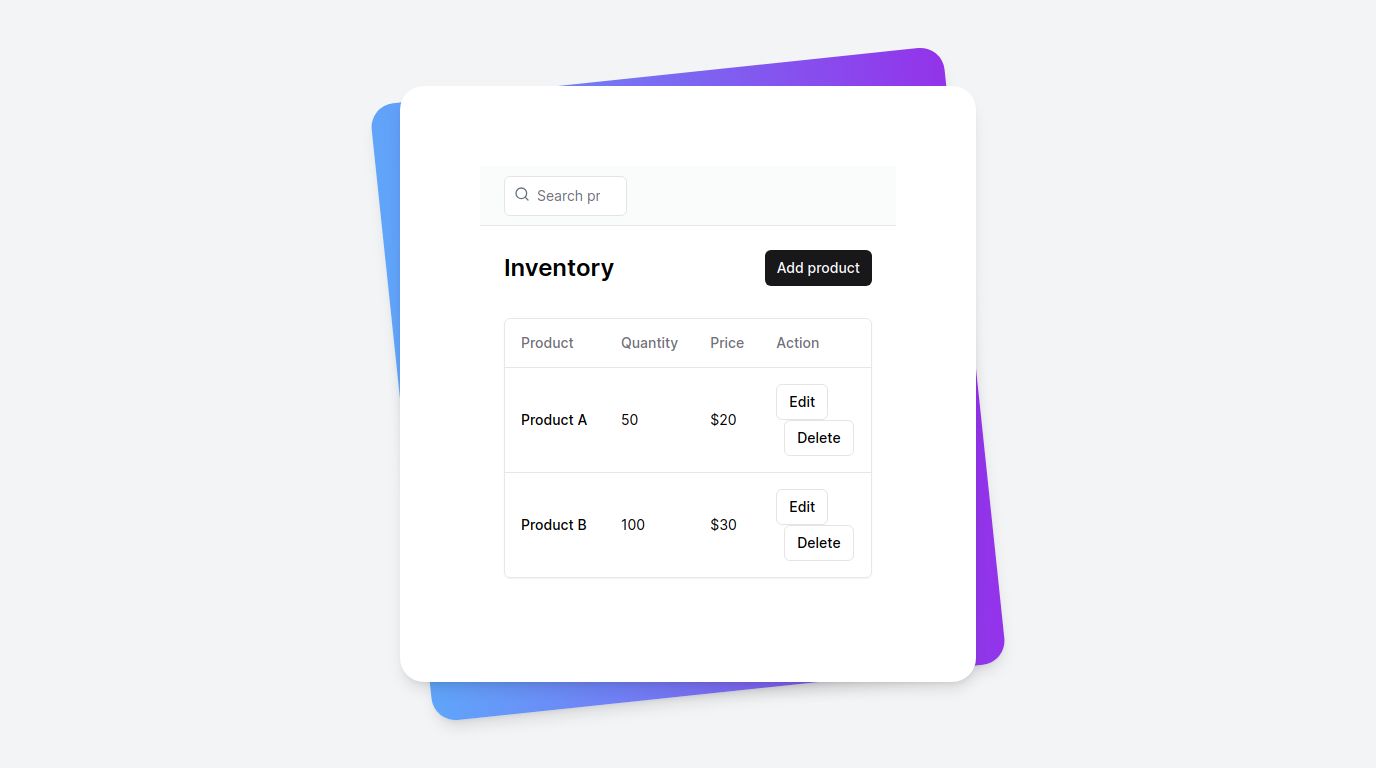 Search pr
Inventory
Add product
Product Quantity Price Action
Product A 50 $20 Edit
Delete
Product B 100 $30 Edit
Delete